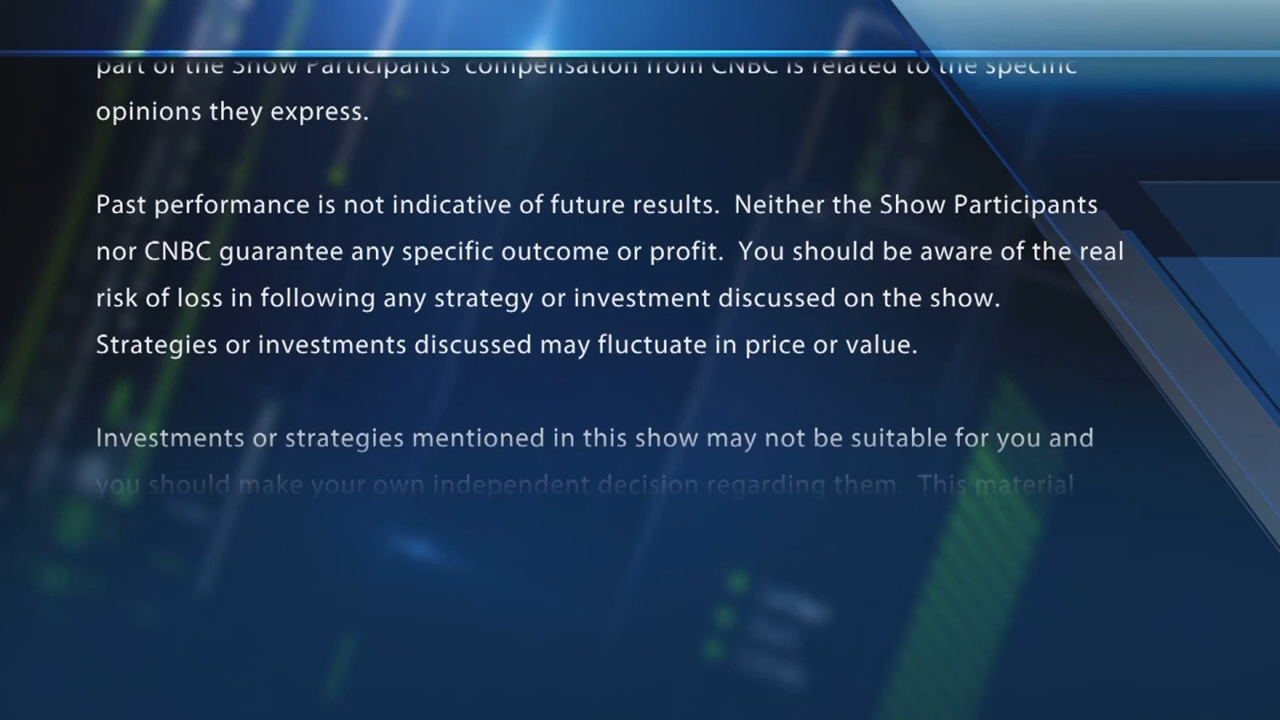 part of the Show Participants' compensation from CNBC is related to the specific
opinions they express.
Past performance is not indicative of future results.  Neither the Show Participants
nor CNBC guarantee any specific outcome or profit.  You should be aware of the real
risk of loss in following any strategy or investment discussed on the show.
Strategies or investments discussed may fluctuate in price or value.
Investments or strategies mentioned in this show may not be suitable for you and
you should make your own independent decision regarding them.  This material